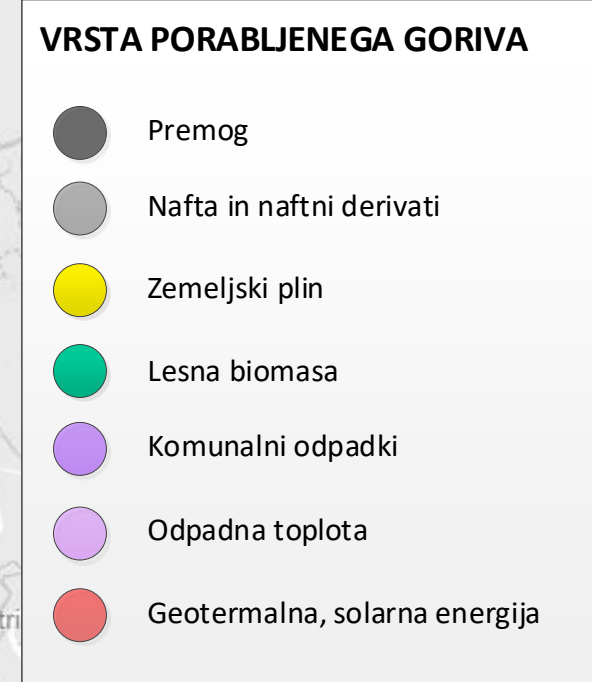 VRSTA PORABLJENEGA GORIVA
Premog
Nafta in naftni derivati
Zemeljski plin
Lesna biomasa
Komunalni odpadki
Odpadna toplota
Geotermalna, solarna energija
tri